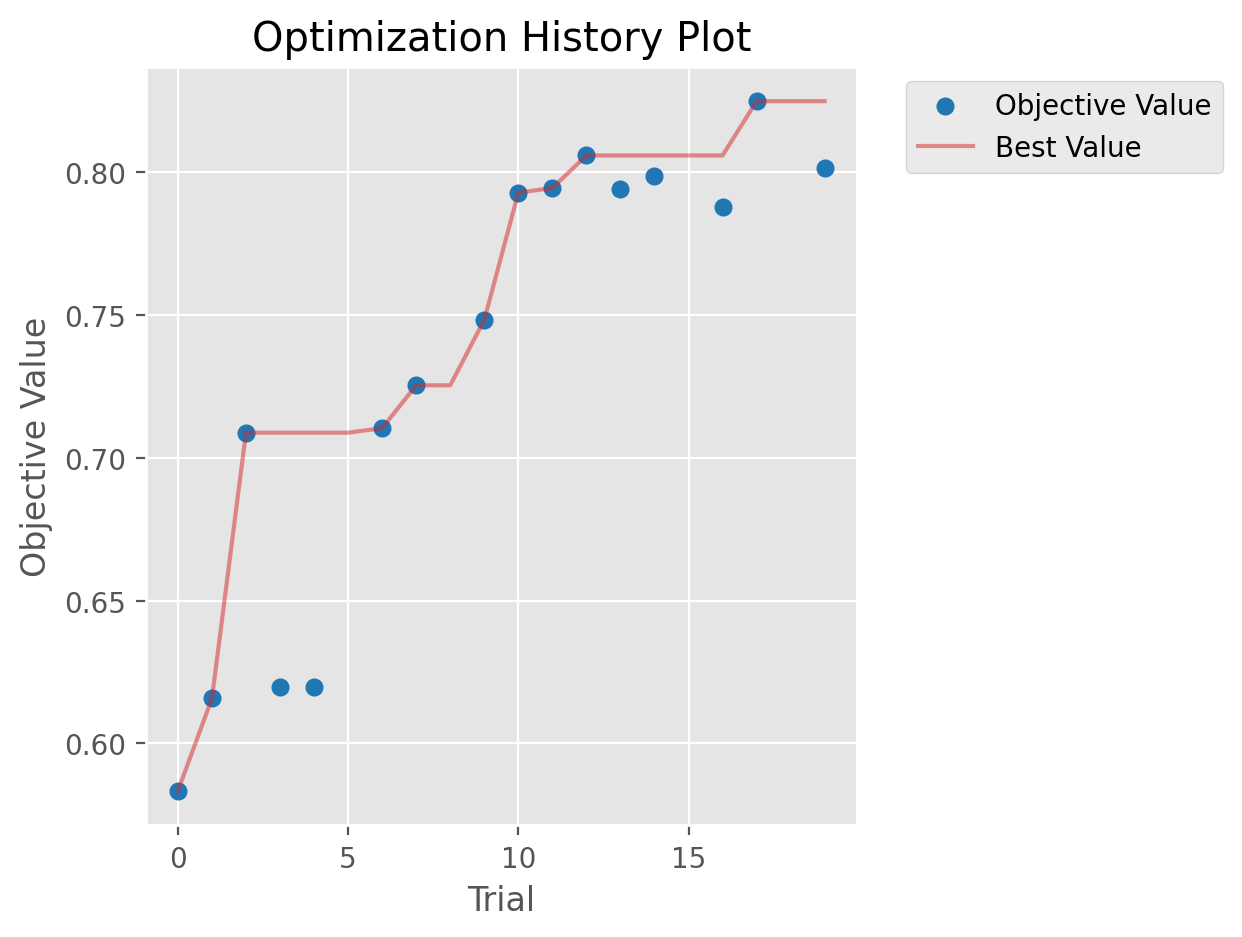 Optimization History Plot
Objective Value
Best Value
0.80
0.75
0.70
0.65
0.60
Objective Value
0
5
10
15
Trial